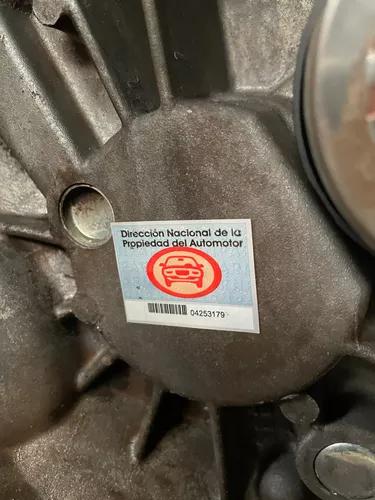 Dirección Nacional de la
Propiedad del Automotor
04253179